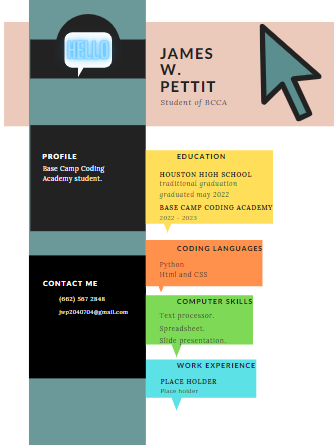 HELLO
JAMES
W.
PETTIT
Student of BCCA
PROFILE
Base Camp Coding
Academy student.
CONTACT ME
(662) 567 2848
jwp2040704@gmail.com
EDUCATION
HOUSTON HIGH SCHOOL
traditional graduation
graduated may 2022
BASE CAMP CODING ACADEMY
2022 - 2023
CODING LANGUAGES
Python
Html and CSS
COMPUTER SKILLS
Text processor.
Spreadsheet.
Slide presentation.
WORK EXPERIENCE
PLACE HOLDER
Place holder